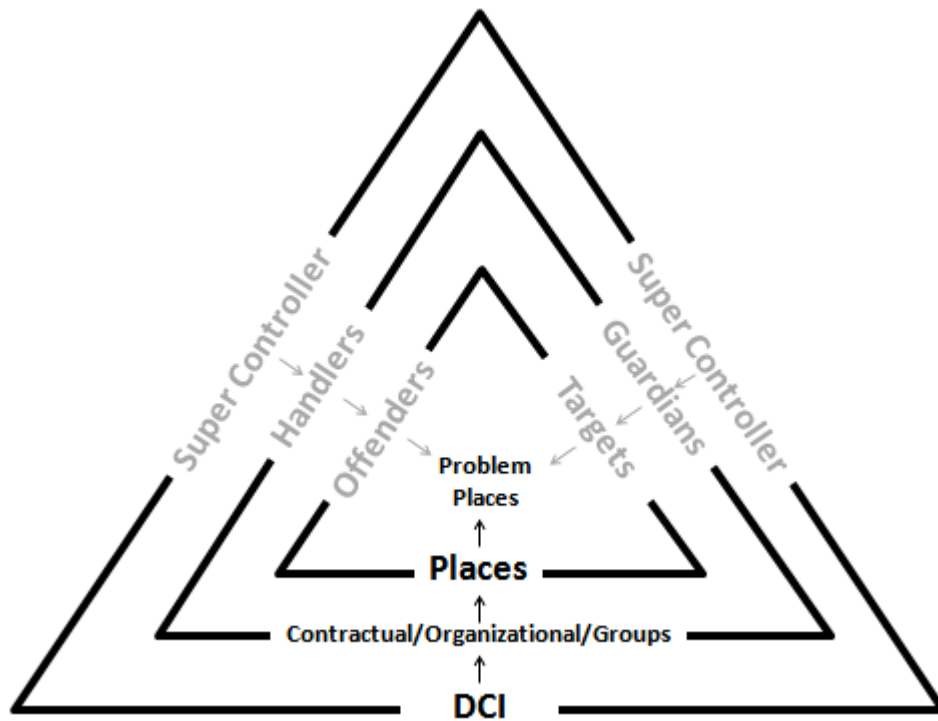 Super Controller
Handlers
Offenders
Targets
Guardians
Super Controller
Problem
Places
Places
Contractual/Organizational/Groups
DCI